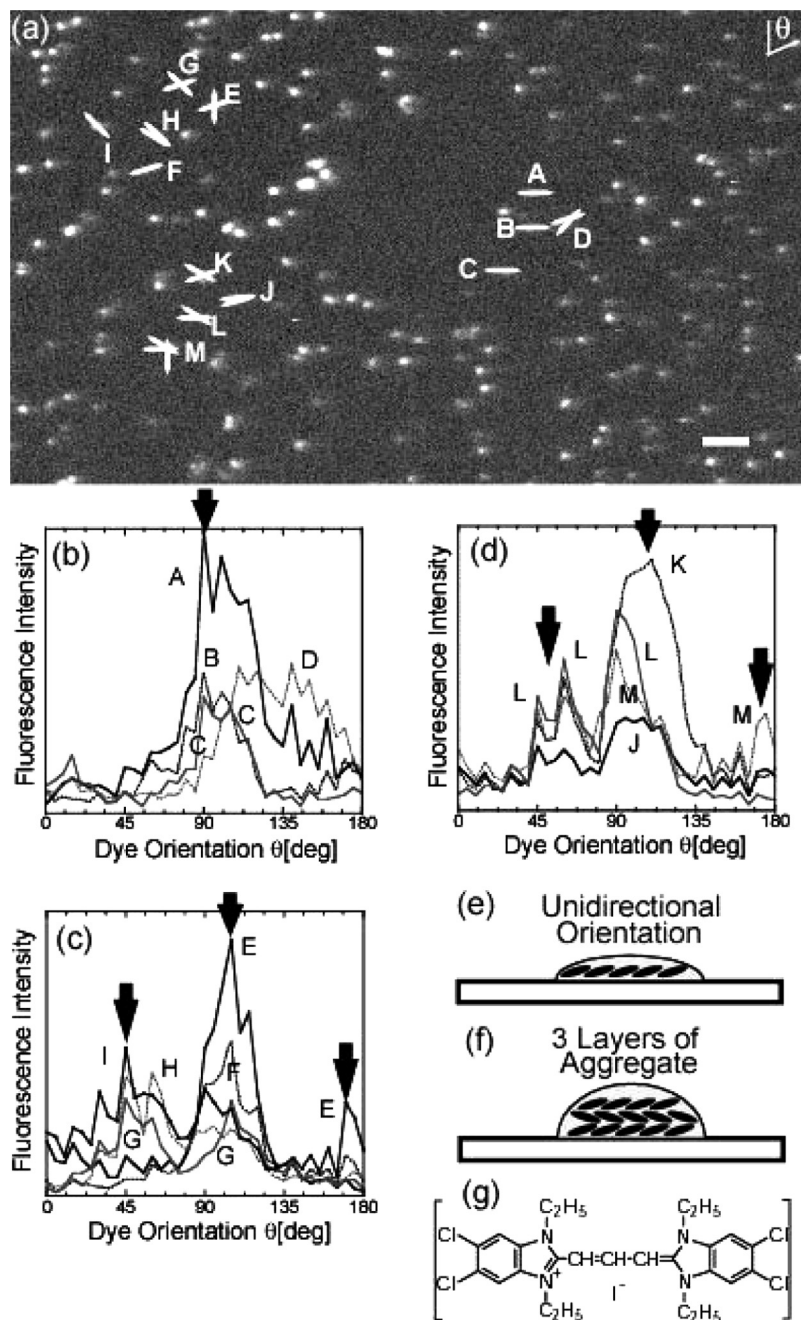 (a)
θ
G
E
H
I
F
A
B
D
C
K
J
L
M
(b)
Fluorescence Intensity
A
B
D
C
C
0 45 90 135 180
Dye Orientation θ[deg]
(d)
Fluorescence Intensity
K
L
L
L
M
M
J
0 45 90 135 180
Dye Orientation θ[deg]
(c)
Fluorescence Intensity
E
I
H
F
E
G
G
0 45 90 135 180
Dye Orientation θ[deg]
(e)
Unidirectional
Orientation
(f)
3 Layers of
Aggregate
(g)
C₂H₅ C₂H₅
Cl N N Cl
CH=CH–CH
Cl N⁺ N Cl
I⁻
C₂H₅ C₂H₅